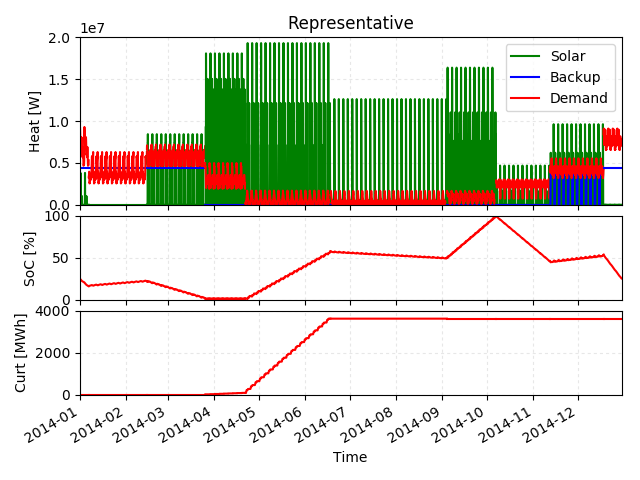 Representative
1e7
2.0
1.5
1.0
0.5
0.0
Heat [W]
Solar
Backup
Demand
100
50
0
SoC [%]
4000
2000
0
Curt [MWh]
2014-01
2014-02
2014-03
2014-04
2014-05
2014-06
2014-07
2014-08
2014-09
2014-10
2014-11
2014-12
Time